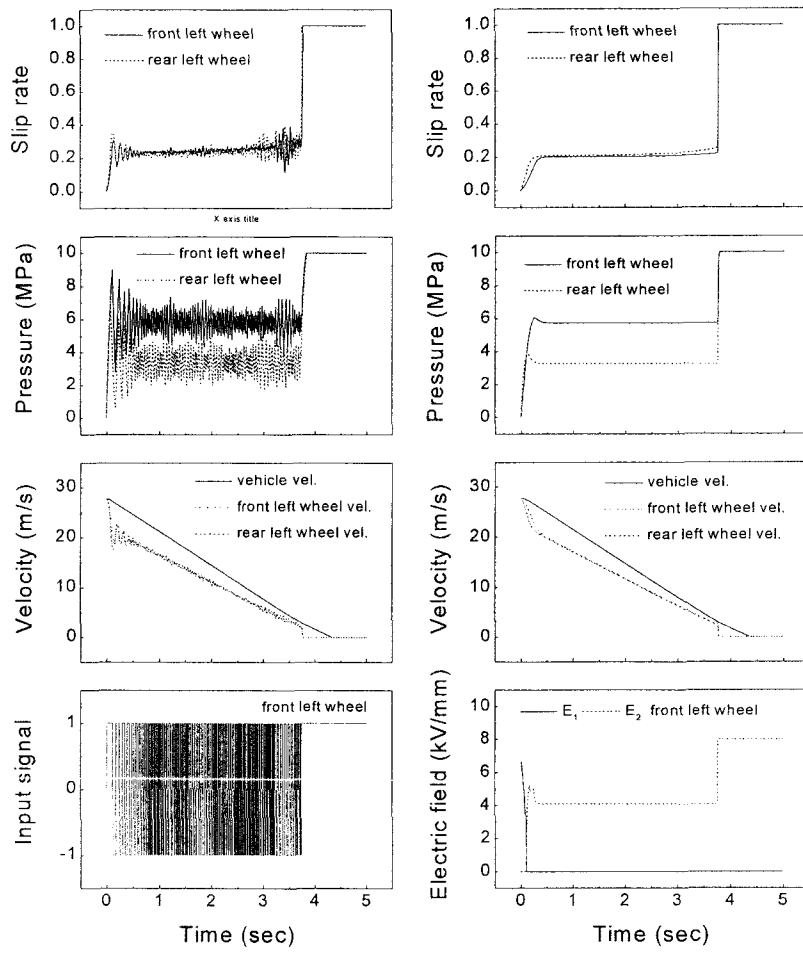 Slip rate
1.0
0.8
0.6
0.4
0.2
0.0
front left wheel
rear left wheel
X axis title
Slip rate
1.0
0.8
0.6
0.4
0.2
0.0
front left wheel
rear left wheel
Pressure (MPa)
10
8
6
4
2
0
front left wheel
rear left wheel
Pressure (MPa)
10
8
6
4
2
0
front left wheel
rear left wheel
Velocity (m/s)
30
20
10
0
vehicle vel.
front left wheel vel.
rear left wheel vel.
Velocity (m/s)
30
20
10
0
vehicle vel.
front left wheel vel.
rear left wheel vel.
Input signal
1
0
-1
front left wheel
0 1 2 3 4 5
Time (sec)
Electric field (kV/mm)
10
8
6
4
2
0
E1 E2 front left wheel
0 1 2 3 4 5
Time (sec)